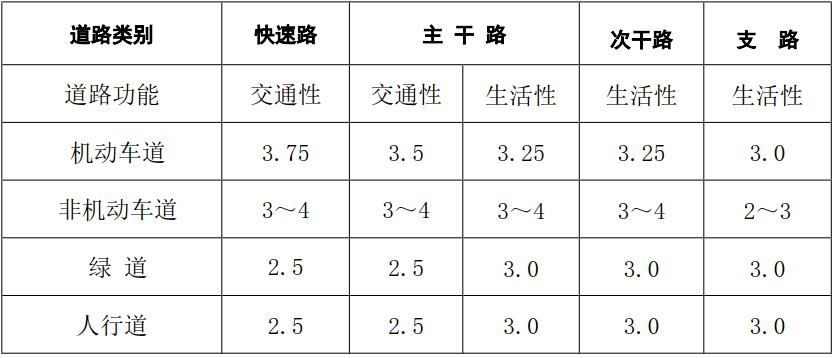 道路类别 快速路 主 干 路 次干路 支 路
道路功能 交通性 交通性 生活性 生活性 生活性
机动车道 3.75 3.5 3.25 3.25 3.0
非机动车道 3～4 3～4 3～4 3～4 2～3
绿 道 2.5 2.5 3.0 3.0 3.0
人行道 2.5 2.5 3.0 3.0 3.0